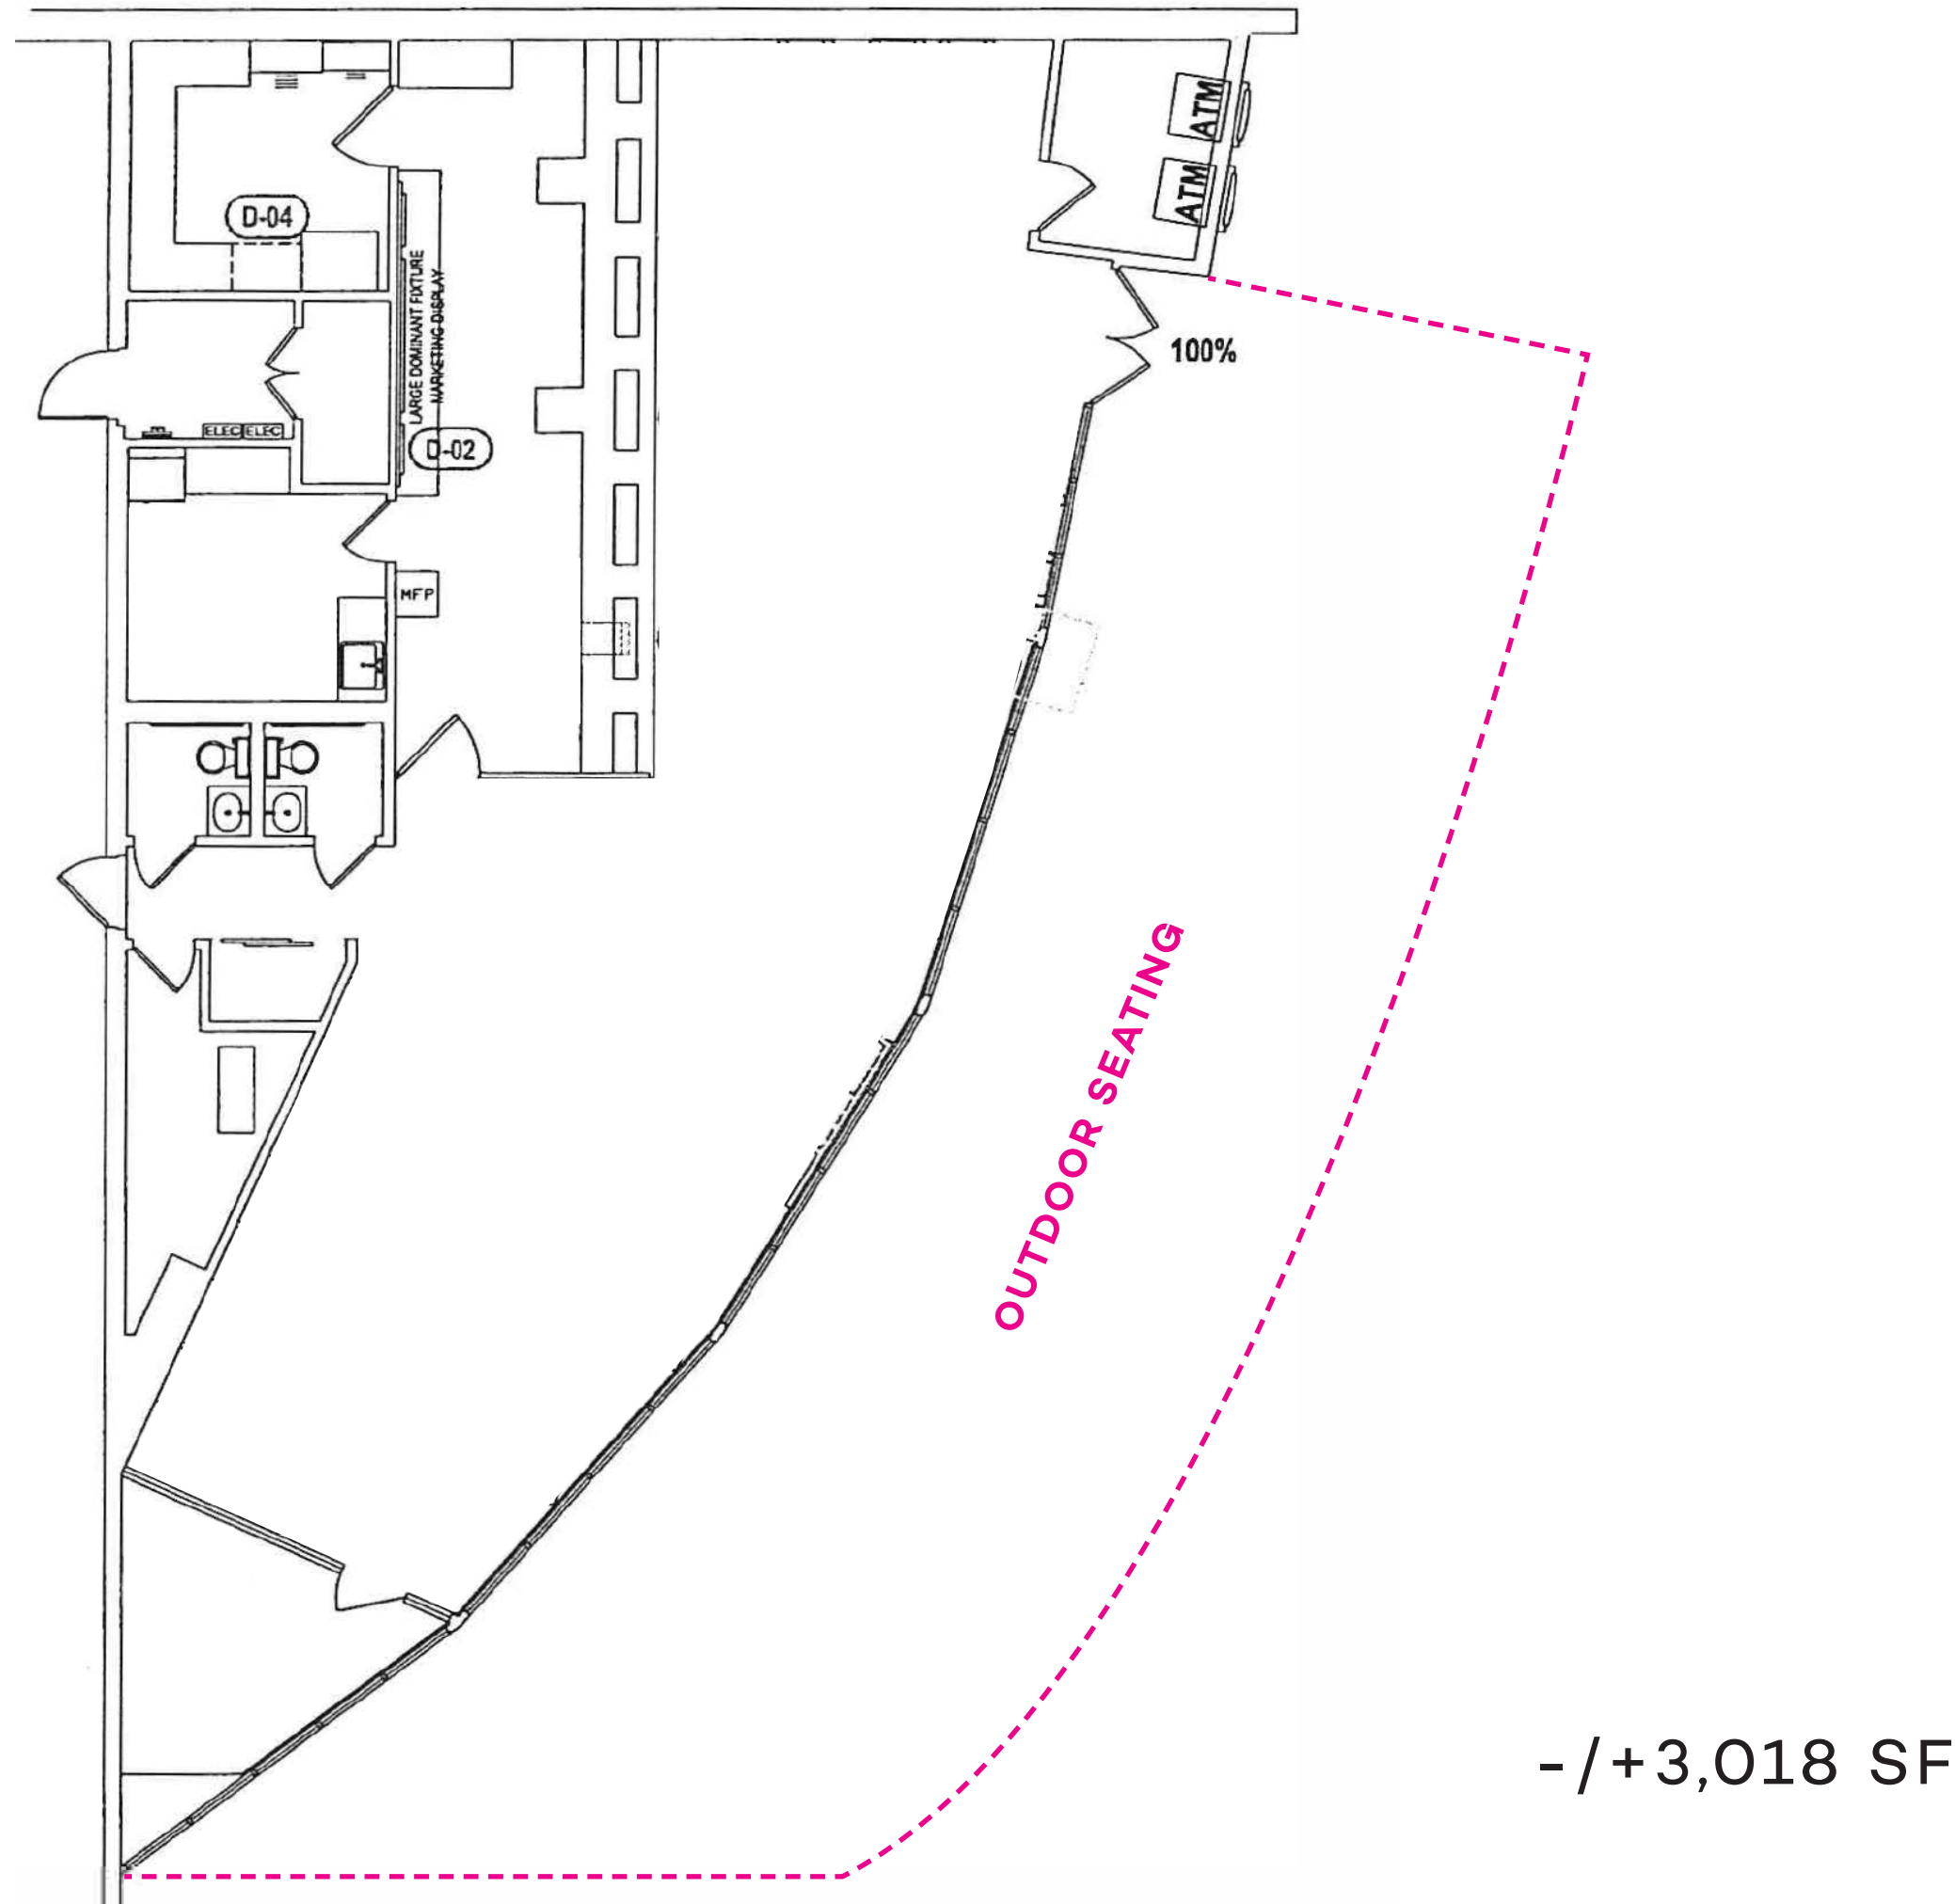 ATM
ATM
D-04
LARGE DOMINANT FIXTURE
MARKETING DISPLAY
100%
ELEC ELEC
D-02
MFP
OUTDOOR SEATING
-/+3,018 SF